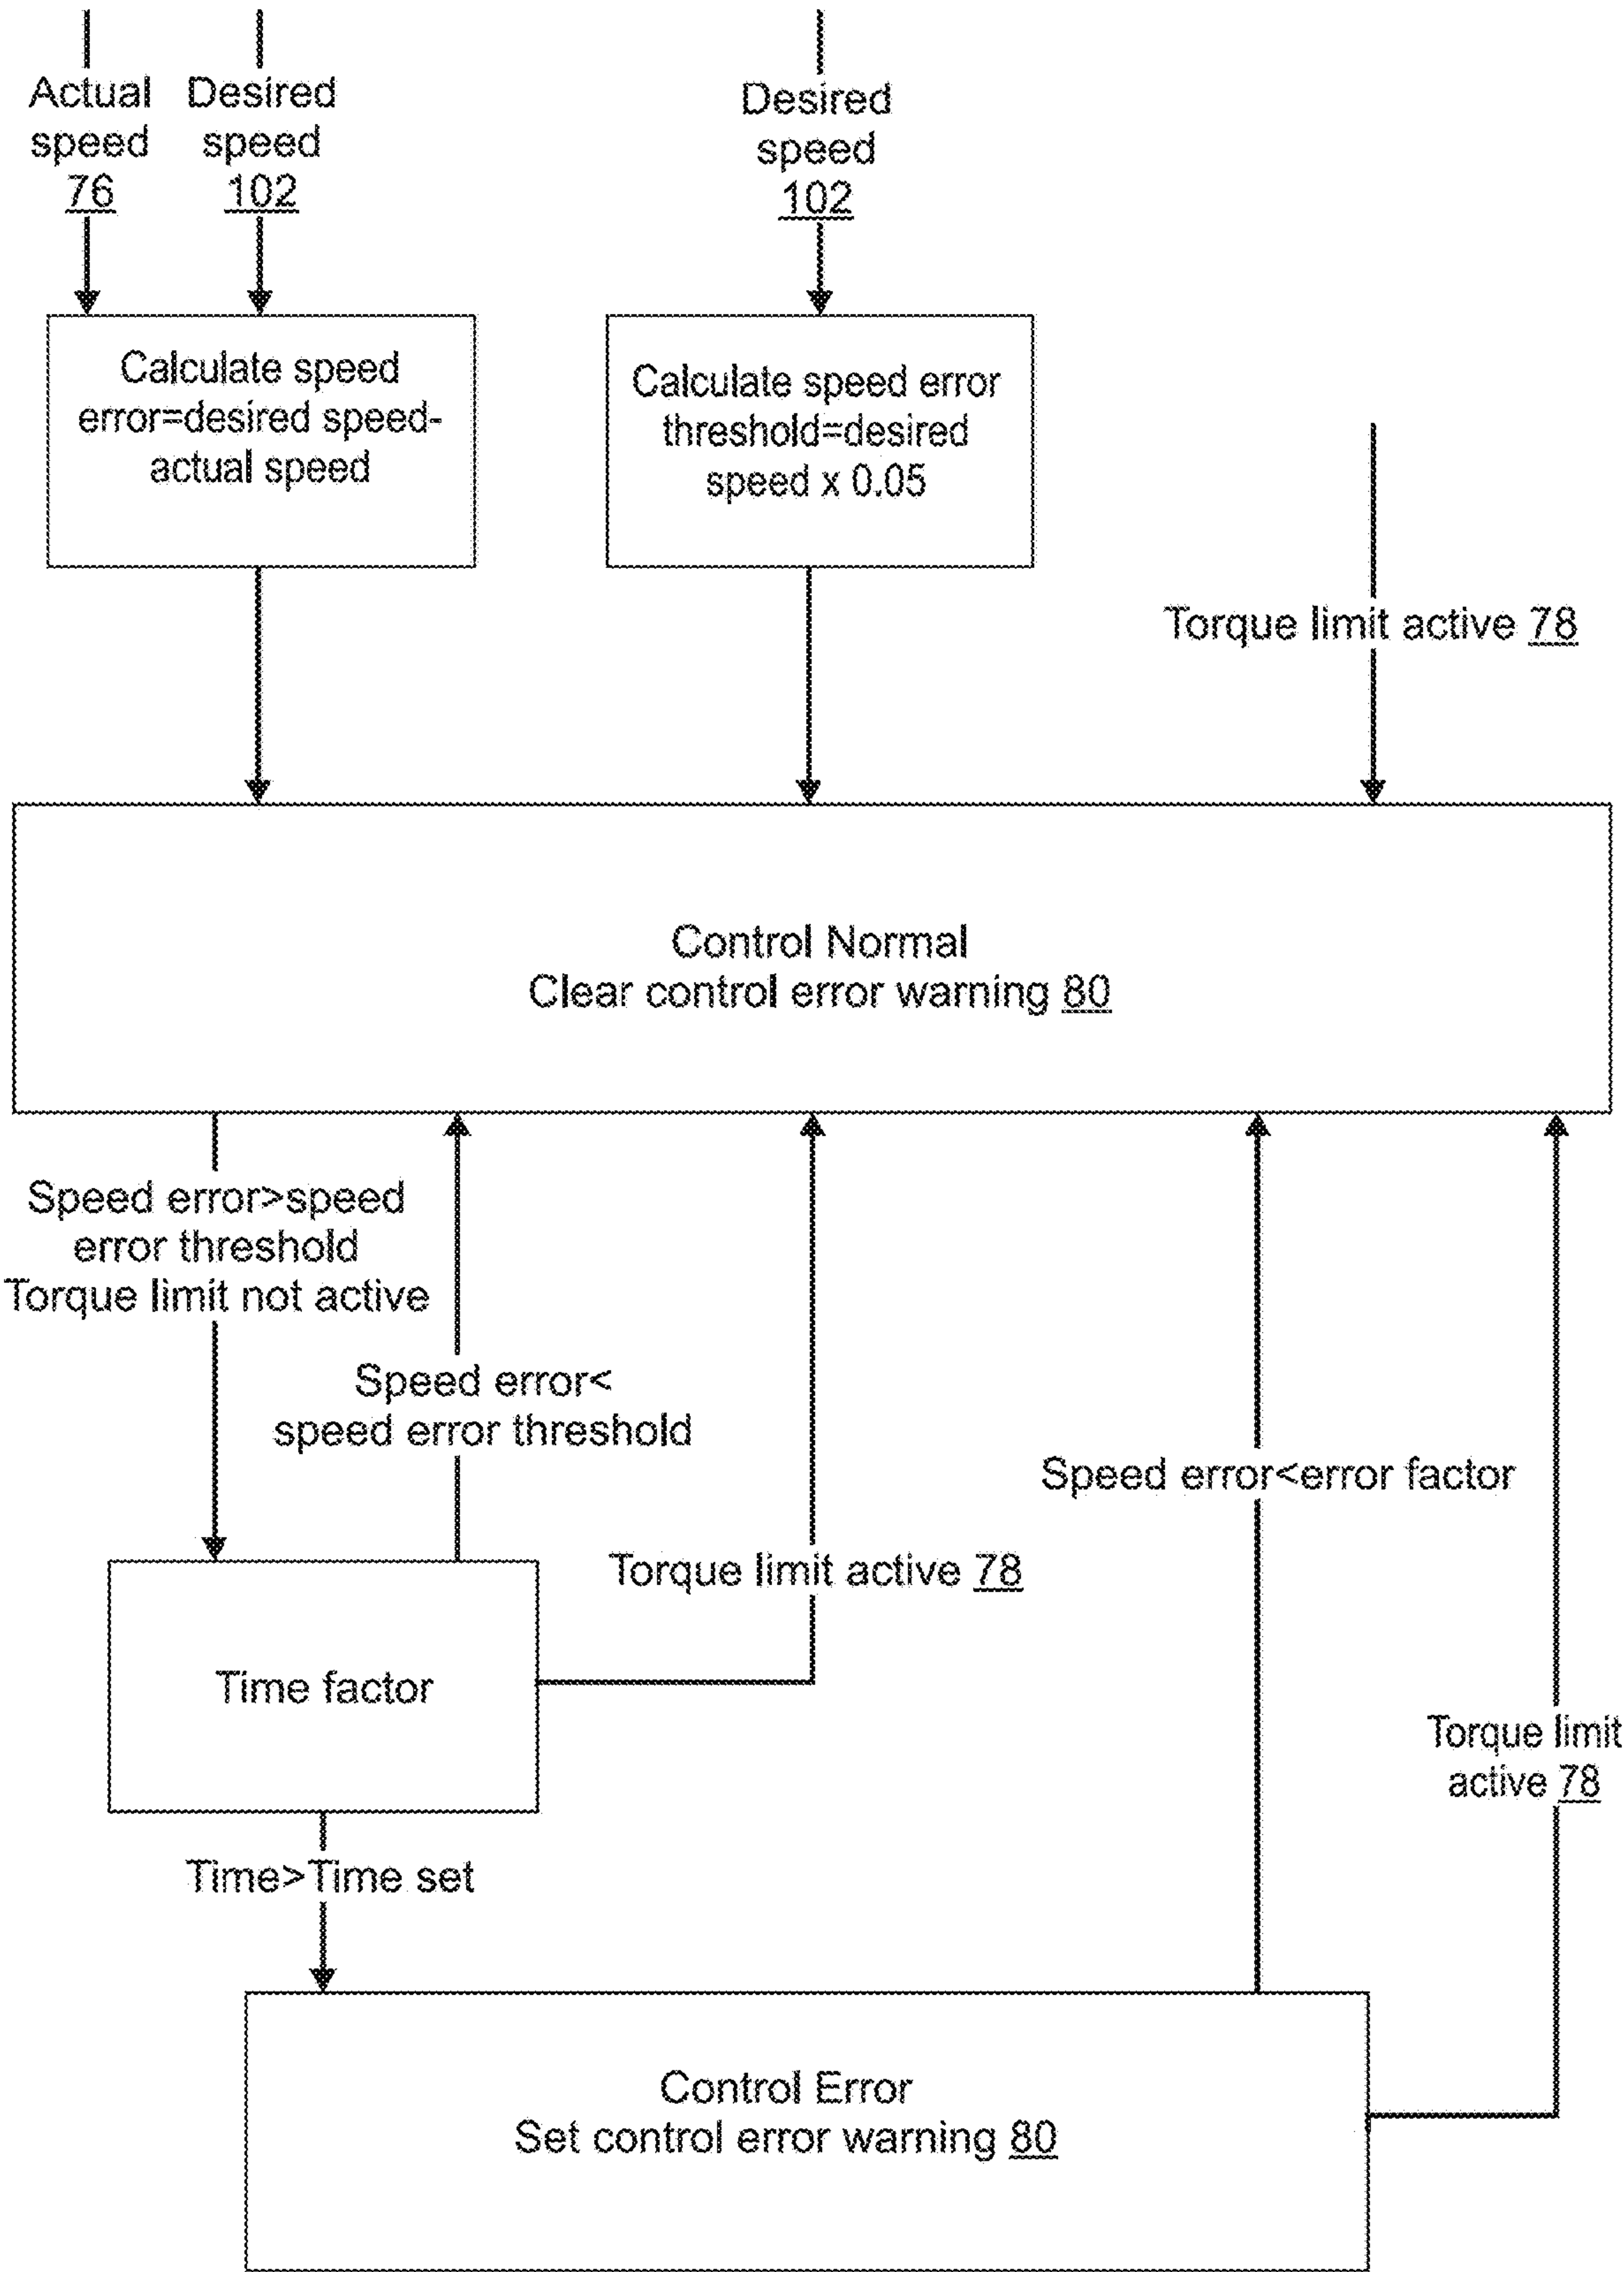 Actual
speed
76
Desired
speed
102
Desired
speed
102
Calculate speed
error=desired speed-
actual speed
Calculate speed error
threshold=desired
speed x 0.05
Torque limit active 78
Control Normal
Clear control error warning 80
Speed error>speed
error threshold
Torque limit not active
Speed error<
speed error threshold
Speed error<error factor
Torque limit active 78
Time factor
Torque limit
active 78
Time>Time set
Control Error
Set control error warning 80